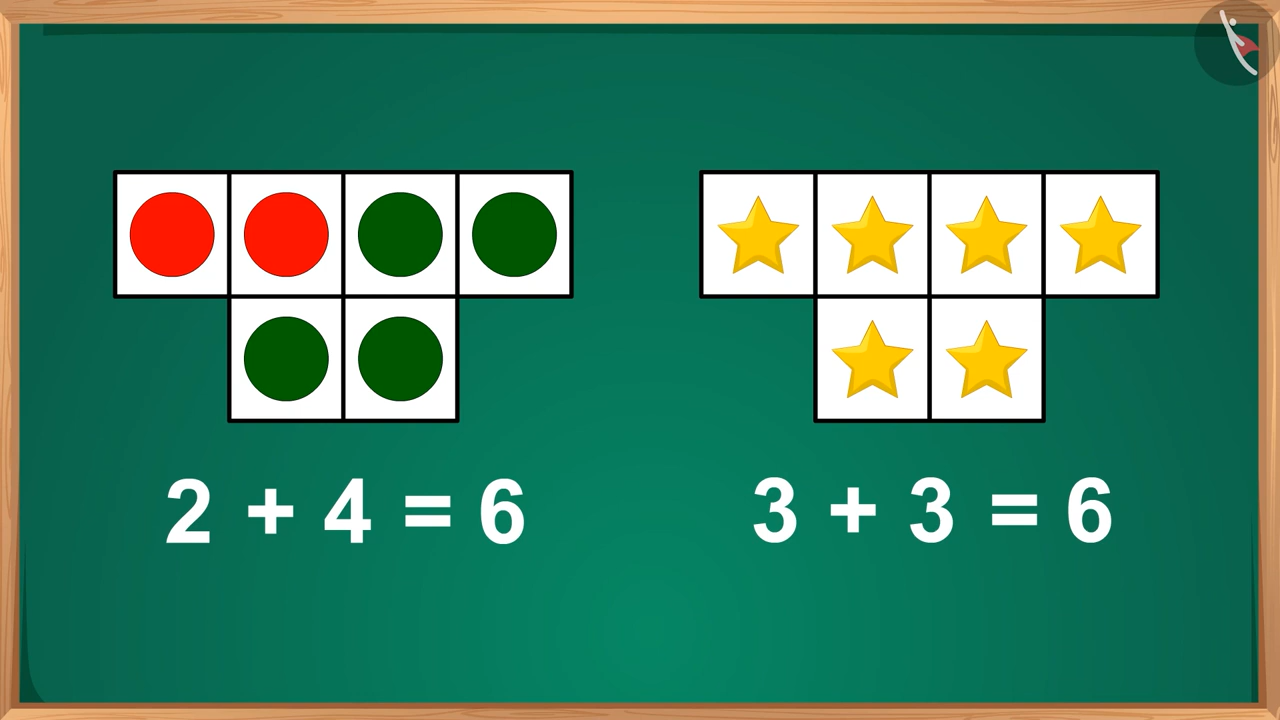 2 + 4 = 6
3 + 3 = 6